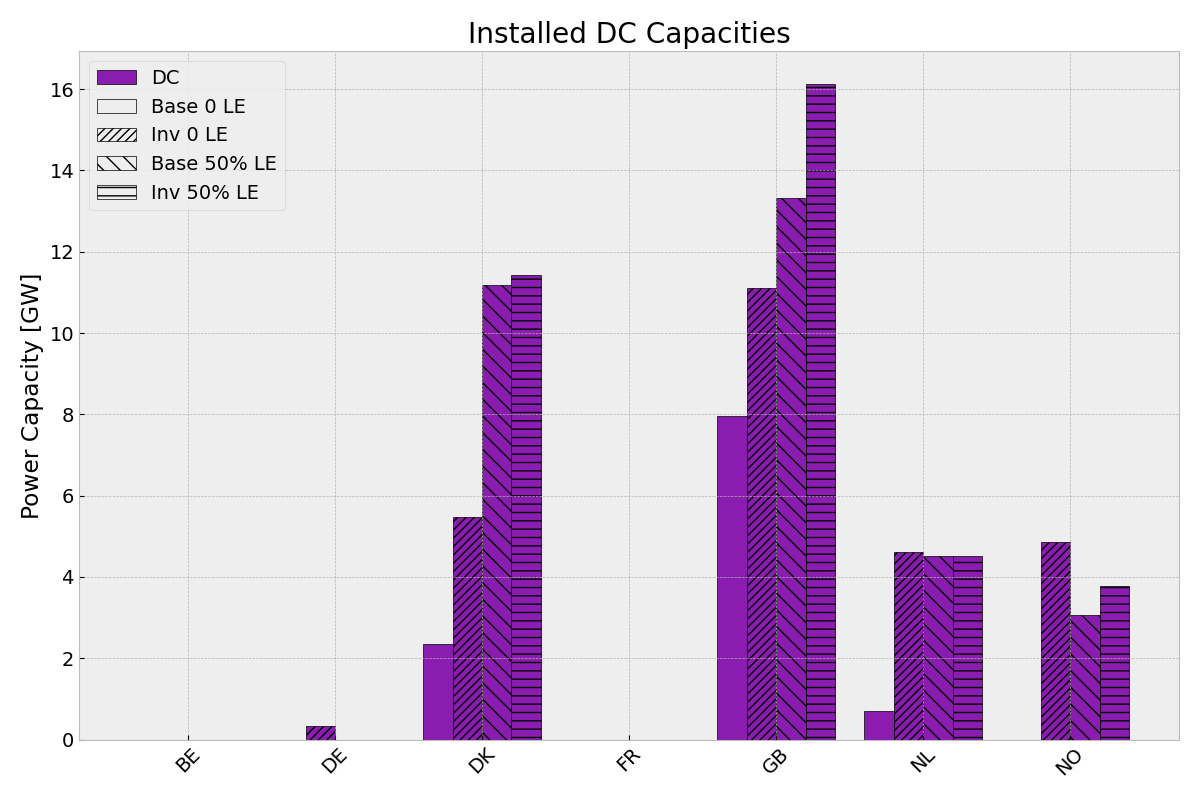 Installed DC Capacities
DC
Base 0 LE
Inv 0 LE
Base 50% LE
Inv 50% LE
Power Capacity [GW]
16
14
12
10
8
6
4
2
0
BE
DE
DK
FR
GB
NL
NO